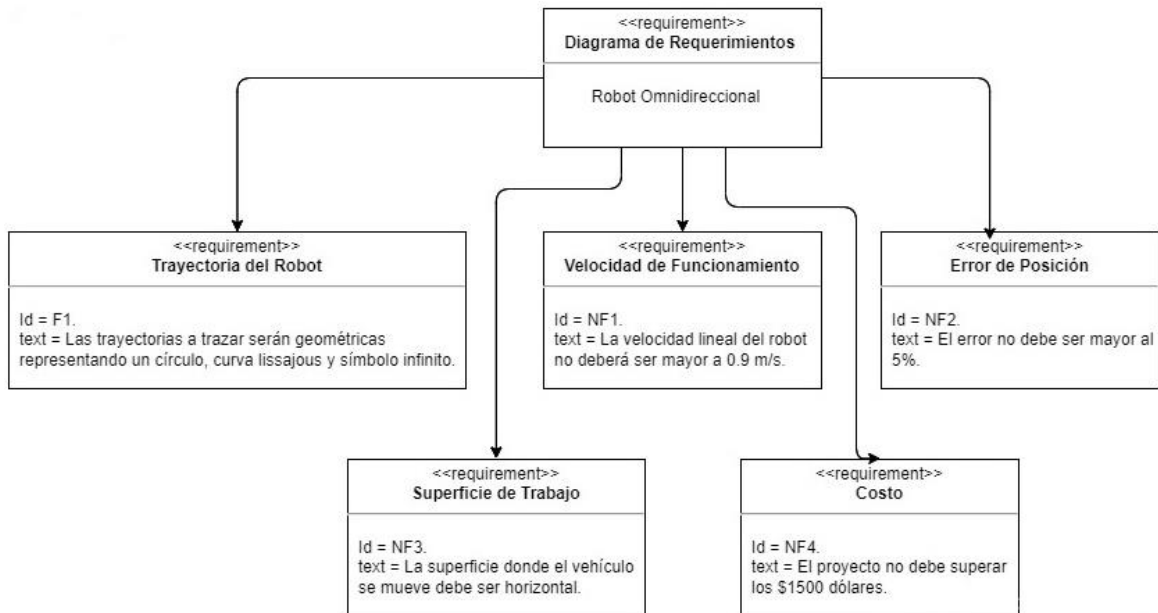 <<requirement>>
Diagrama de Requerimientos
Robot Omnidireccional
<<requirement>>
Trayectoria del Robot
Id = F1.
text = Las trayectorias a trazar serán geométricas
representando un círculo, curva lissajous y símbolo infinito.
<<requirement>>
Velocidad de Funcionamiento
Id = NF1.
text = La velocidad lineal del robot
no deberá ser mayor a 0.9 m/s.
<<requirement>>
Error de Posición
Id = NF2.
text = El error no debe ser mayor al
5%.
<<requirement>>
Superficie de Trabajo
Id = NF3.
text = La superficie donde el vehículo
se mueve debe ser horizontal.
<<requirement>>
Costo
Id = NF4.
text = El proyecto no debe superar
los $1500 dólares.